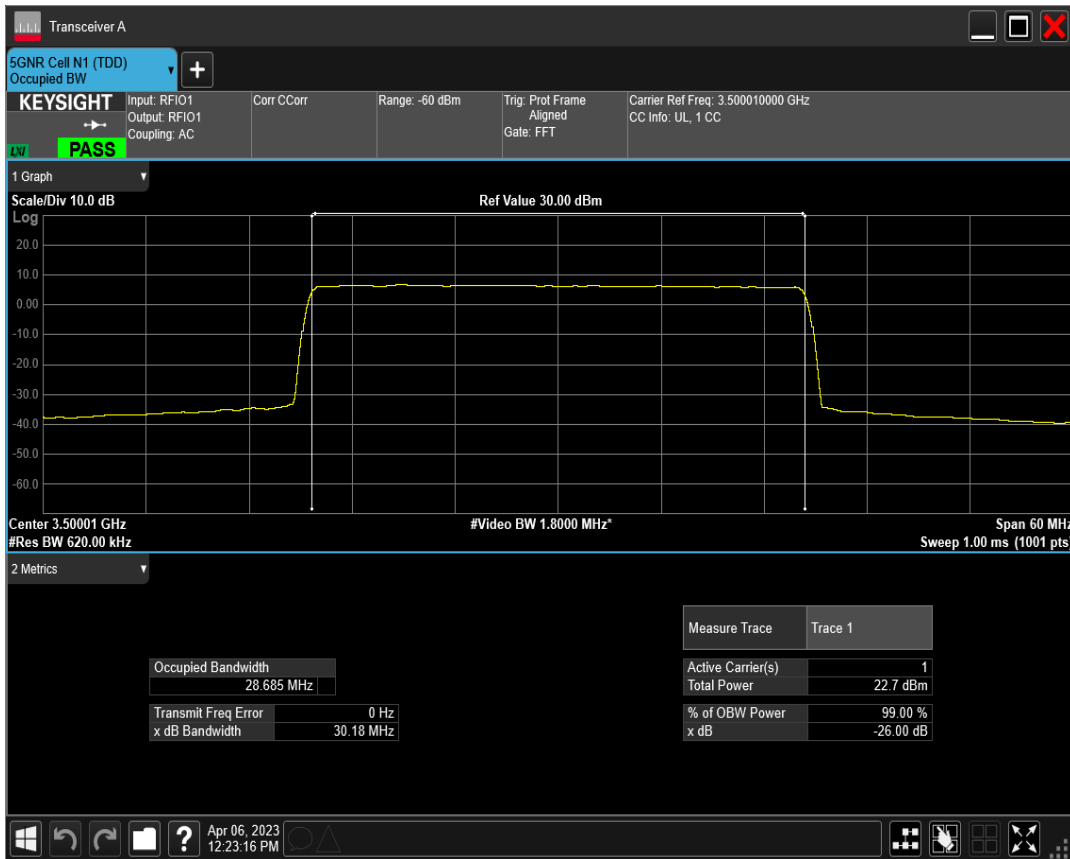 Transceiver A
5GNR Cell N1 (TDD)
Occupied BW
+
KEYSIGHT
LXI
PASS
Input: RFIO1
Output: RFIO1
Coupling: AC
Corr CCorr
Range: -60 dBm
Trig: Prot Frame
Aligned
Gate: FFT
Carrier Ref Freq: 3.500010000 GHz
CC Info: UL, 1 CC
1 Graph
Scale/Div 10.0 dB
Ref Value 30.00 dBm
Log
20.0
10.0
0.00
-10.0
-20.0
-30.0
-40.0
-50.0
-60.0
Center 3.50001 GHz
#Video BW 1.8000 MHz*
Span 60 MHz
#Res BW 620.00 kHz
Sweep 1.00 ms (1001 pts)
2 Metrics
Measure Trace Trace 1
Occupied Bandwidth
28.685 MHz
Active Carrier(s) 1
Total Power 22.7 dBm
Transmit Freq Error 0 Hz
x dB Bandwidth 30.18 MHz
% of OBW Power 99.00 %
x dB -26.00 dB
?
Apr 06, 2023
12:23:16 PM